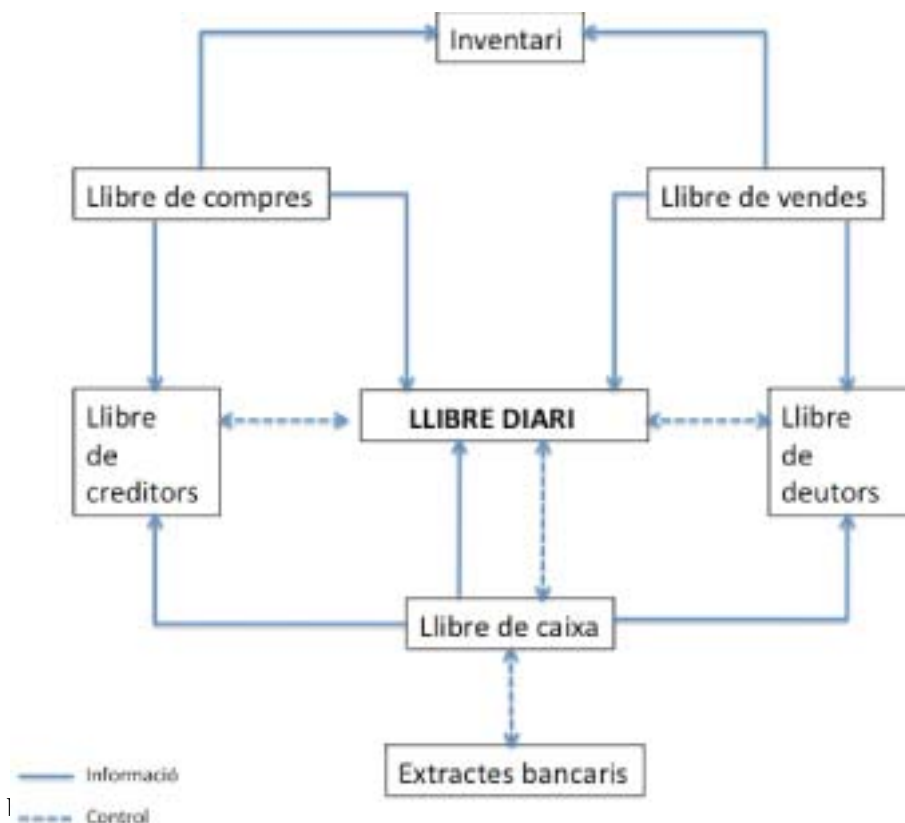 Inventari
Llibre de compres
Llibre de vendes
Llibre
de
creditors
LLIBRE DIARI
Llibre
de
deutors
Llibre de caixa
Extractes bancaris
Informació
Control